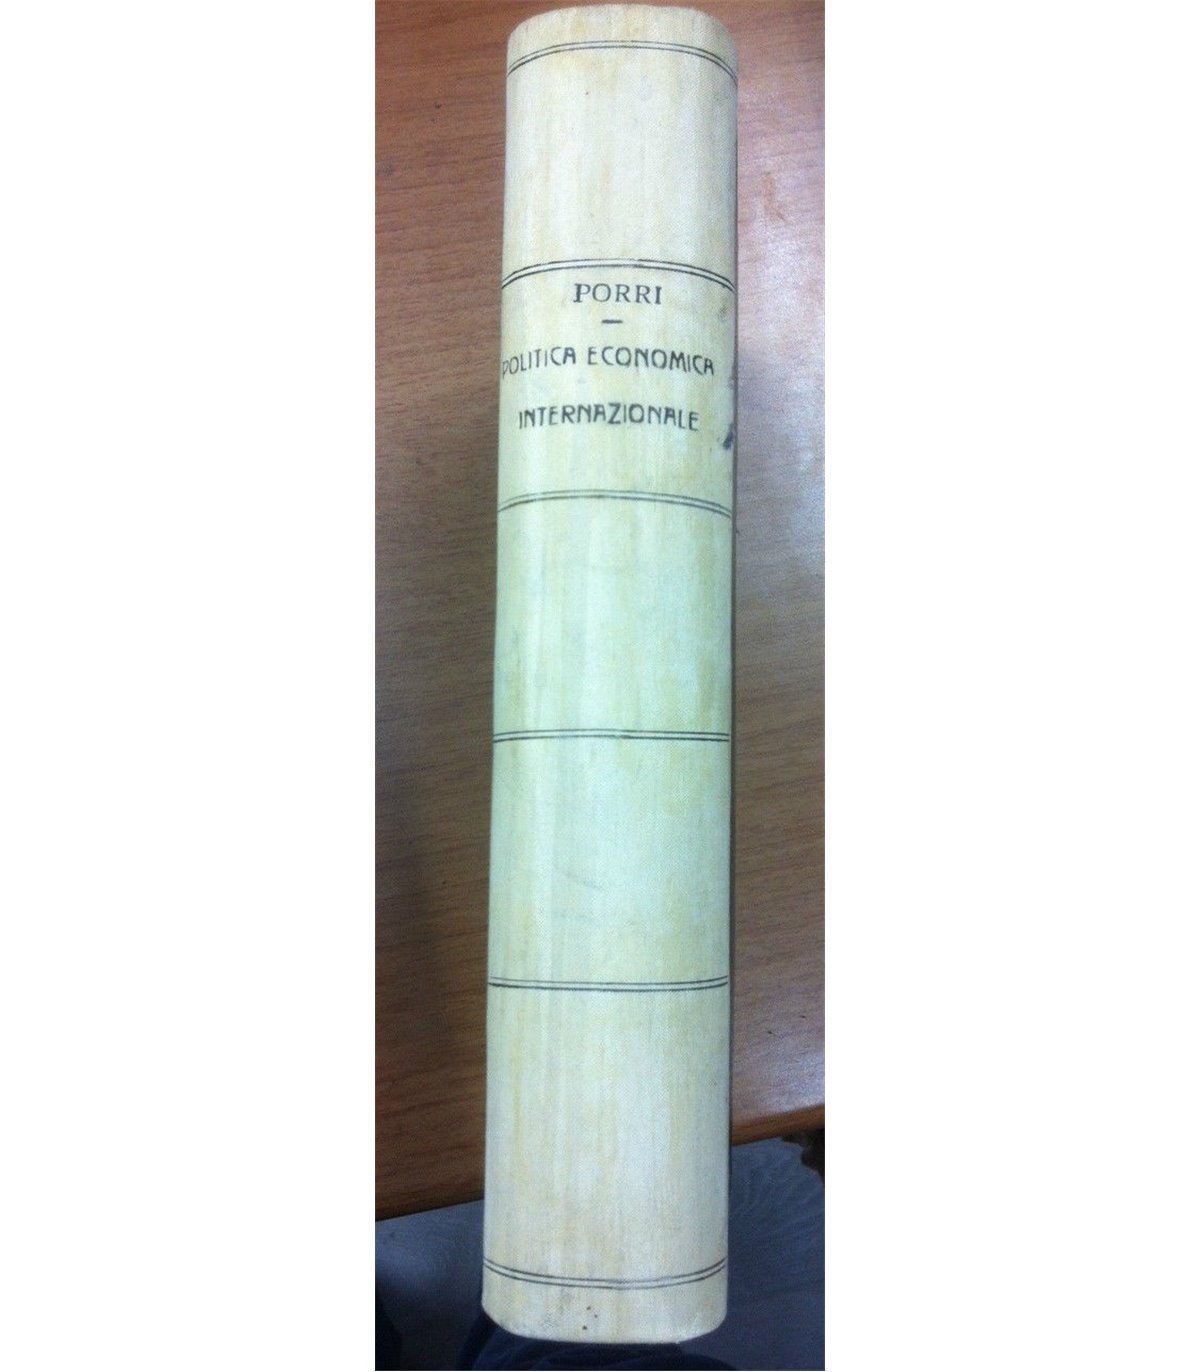 PORRI
—
POLITICA ECONOMICA
INTERNAZIONALE